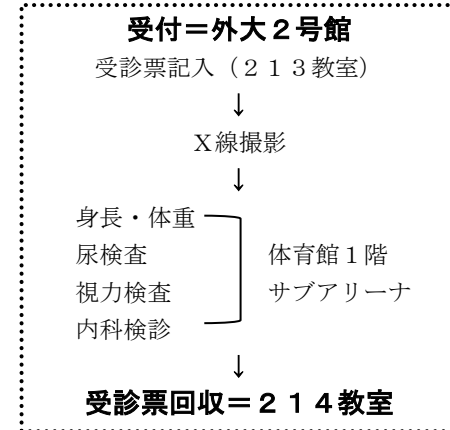 受付＝外大２号館
受診票記入（２１３教室）
↓
Ｘ線撮影
↓
身長・体重
尿検査
視力検査
内科検診
体育館１階
サブアリーナ
↓
受診票回収＝２１４教室